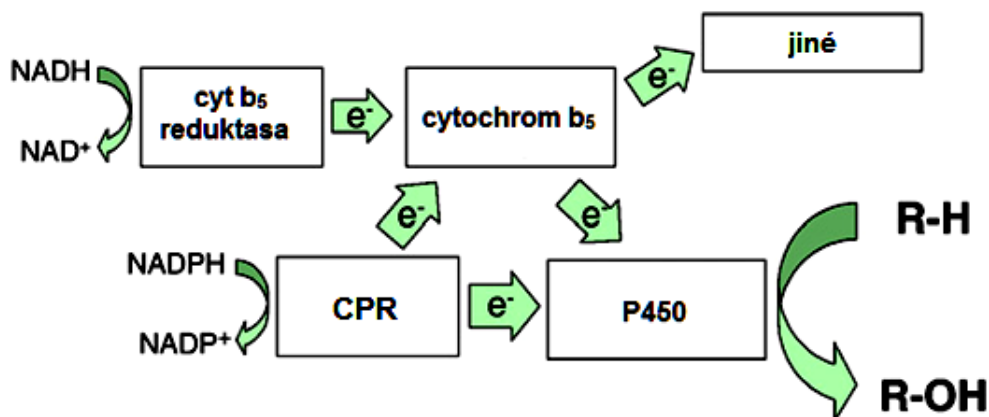 jiné
NADH
cyt b₅
reduktasa
e⁻
cytochrom b₅
e⁻
NAD⁺
e⁻
e⁻
R-H
NADPH
CPR
e⁻
P450
NADP⁺
R-OH